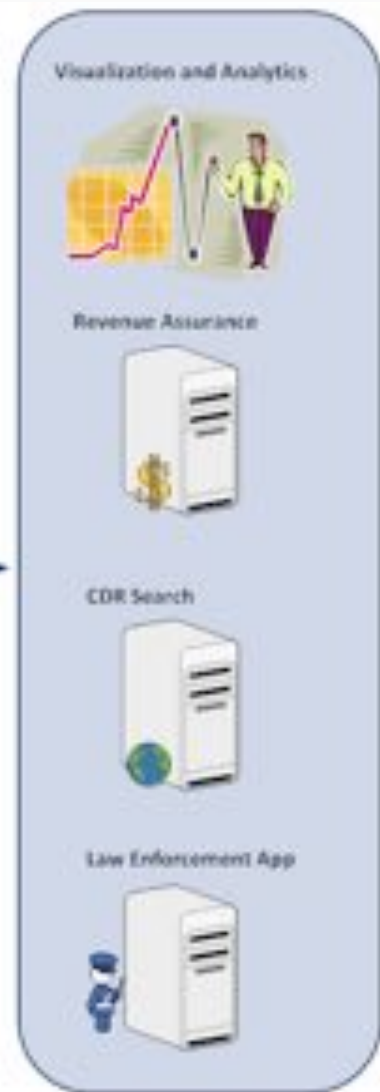 Visualization and Analytics
Revenue Assurance
CDR Search
Law Enforcement App